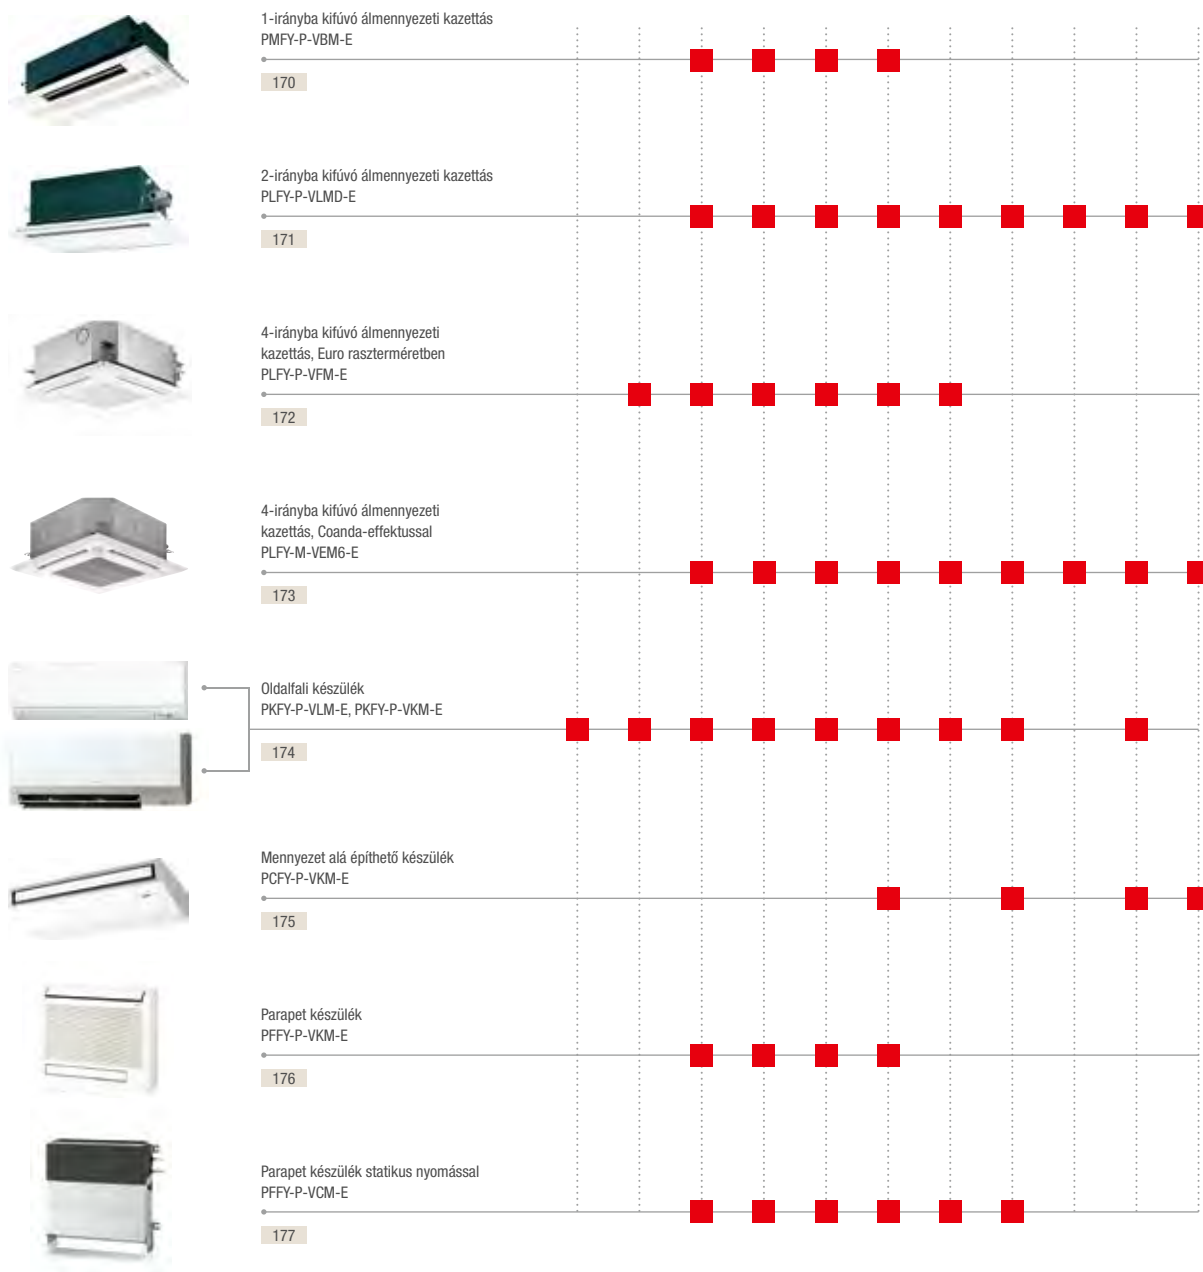 1-irányba kifúvó álmennyezeti kazettás
PMFY-P-VBM-E
170
2-irányba kifúvó álmennyezeti kazettás
PLFY-P-VLMD-E
171
4-irányba kifúvó álmennyezeti
kazettás, Euro raszterméretben
PLFY-P-VFM-E
172
4-irányba kifúvó álmennyezeti
kazettás, Coanda-effektussal
PLFY-M-VEM6-E
173
Oldalfali készülék
PKFY-P-VLM-E, PKFY-P-VKM-E
174
Mennyezet alá építhető készülék
PCFY-P-VKM-E
175
Parapet készülék
PFFY-P-VKM-E
176
Parapet készülék statikus nyomással
PFFY-P-VCM-E
177